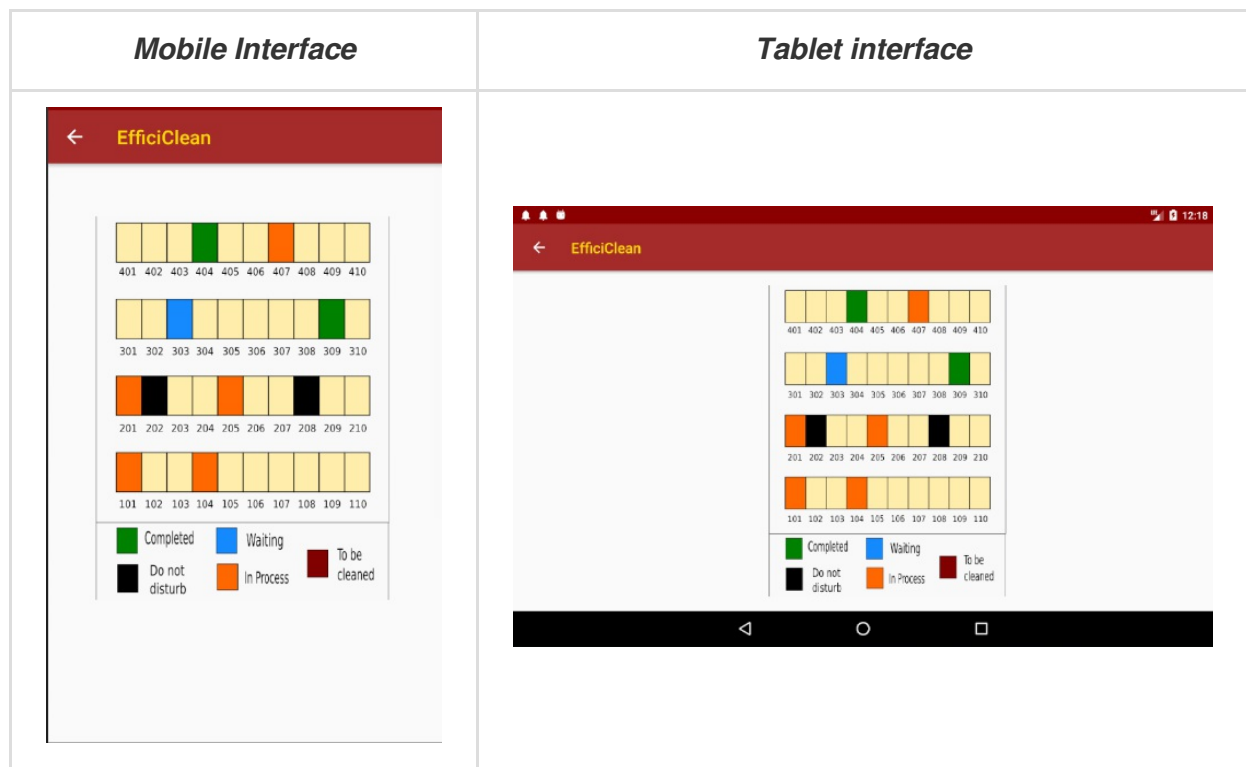 Mobile Interface
Tablet interface
EfficiClean
401 402 403 404 405 406 407 408 409 410
301 302 303 304 305 306 307 308 309 310
201 202 203 204 205 206 207 208 209 210
101 102 103 104 105 106 107 108 109 110
Completed
Waiting
To be
cleaned
Do not
disturb
In Process
12:18
EfficiClean
401 402 403 404 405 406 407 408 409 410
301 302 303 304 305 306 307 308 309 310
201 202 203 204 205 206 207 208 209 210
101 102 103 104 105 106 107 108 109 110
Completed
Waiting
To be
cleaned
Do not
disturb
In Process